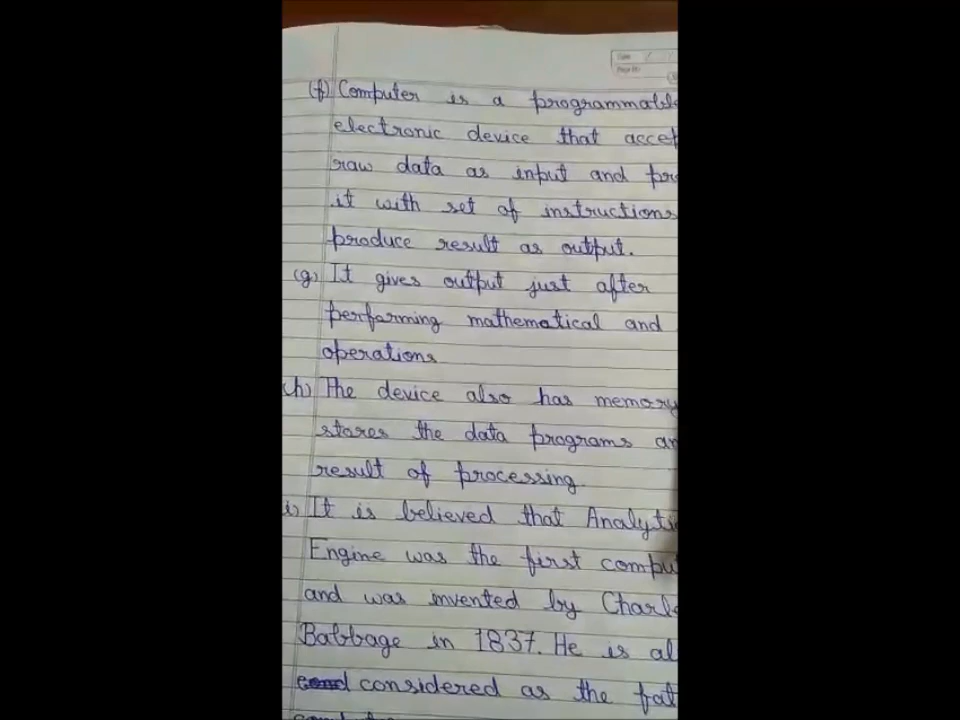 Date
Page No.
(f) Computer is a programmable
electronic device that accep
raw data as input and pro
it with set of instructions
produce result as output.
(g) It gives output just after
performing mathematical and
operations
(h) The device also has memory
stores the data programs an
result of processing.
i) It is believed that Analyti
Engine was the first compu
and was invented by Charl
Babbage in 1837. He is al
considered as the fat